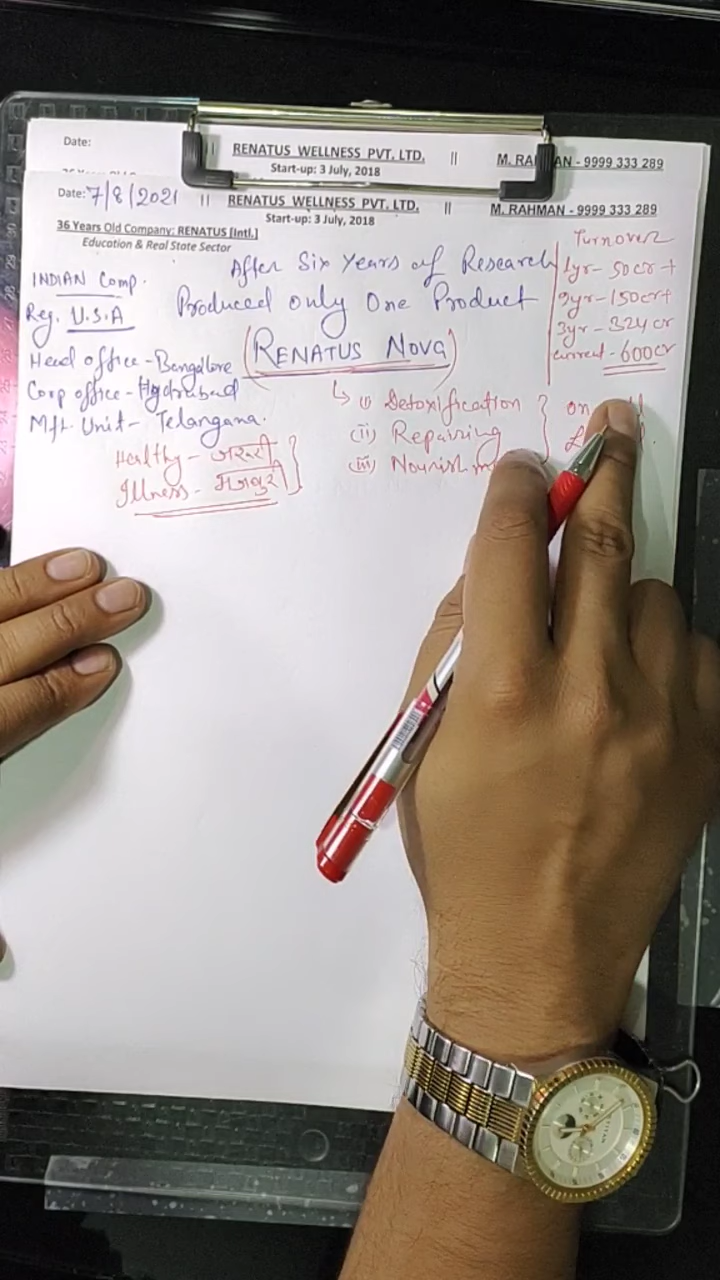 Date: || RENATUS WELLNESS PVT. LTD. || M. RAHMAN - 9999 333 289
Start-up: 3 July, 2018
Date: 7/8/2021 || RENATUS WELLNESS PVT. LTD. || M. RAHMAN - 9999 333 289
Start-up: 3 July, 2018
36 Years Old Company: RENATUS [Intl.]
Education & Real State Sector
Turnover
1yr - 50cr +
2yr - 150cr+
3yr - 324 cr
current - 600cr
After Six Years of Research
Produced only One Product
RENATUS NOVA
INDIAN Comp.
Reg. U.S.A
Head office - Bangalore
Corp office - Hydrabad
Mft. Unit - Telangana.
Healthy - जरुरी
Illness - मजबुर
(i) Detoxification
(ii) Repairing
(iii) Nourish
on